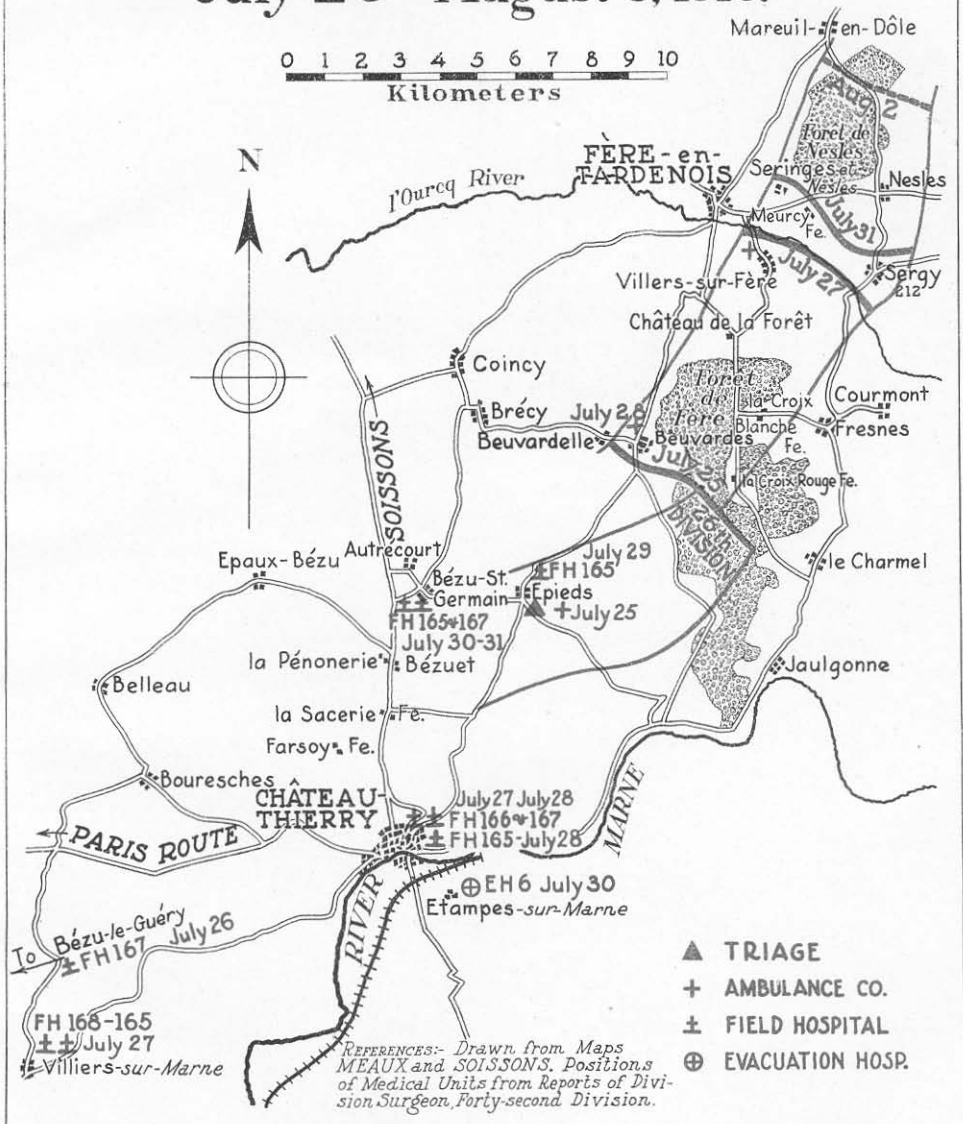 July
August
Mareuil-en-Dôle
0 1 2 3 4 5 6 7 8 9 10
Kilometers
Aug. 2
N
FÈRE-en-
TARDENOIS
Foret de
Nesles
Seringes et
Nesles
Nesles
l'Ourcq River
Meurcy
Fe.
July 31
July 27
Sergy
212
Villers-sur-Fère
Château de la Forêt
Coincy
Foret
de
Fère
la Croix
Blanche
Fe.
Courmont
Fresnes
Brécy
July 28
Beuvardelle
Beuvardes
July 25
la Croix Rouge Fe.
SOISSONS
26th
DIVISION
Autrecourt
July 29
FH 165
le Charmel
Epaux-Bézu
Bézu-St.
Germain
Epieds
July 25
FH 165 & 167
July 30-31
la Pénonerie
Bézuet
Jaulgonne
Belleau
la Sacerie Fe.
Farsoy Fe.
Bouresches
CHÂTEAU-
THIERRY
July 27 July 28
FH 166 & 167
FH 165-July 28
MARNE
PARIS ROUTE
EH 6 July 30
Etampes-sur-Marne
RIVER
To
Bézu-le-Guéry
FH 167
July 26
FH 168-165
July 27
Villiers-sur-Marne
TRIAGE
AMBULANCE CO.
FIELD HOSPITAL
EVACUATION HOSP.
REFERENCES:- Drawn from Maps
MEAUX and SOISSONS. Positions
of Medical Units from Reports of Divi-
sion Surgeon, Forty-second Division.